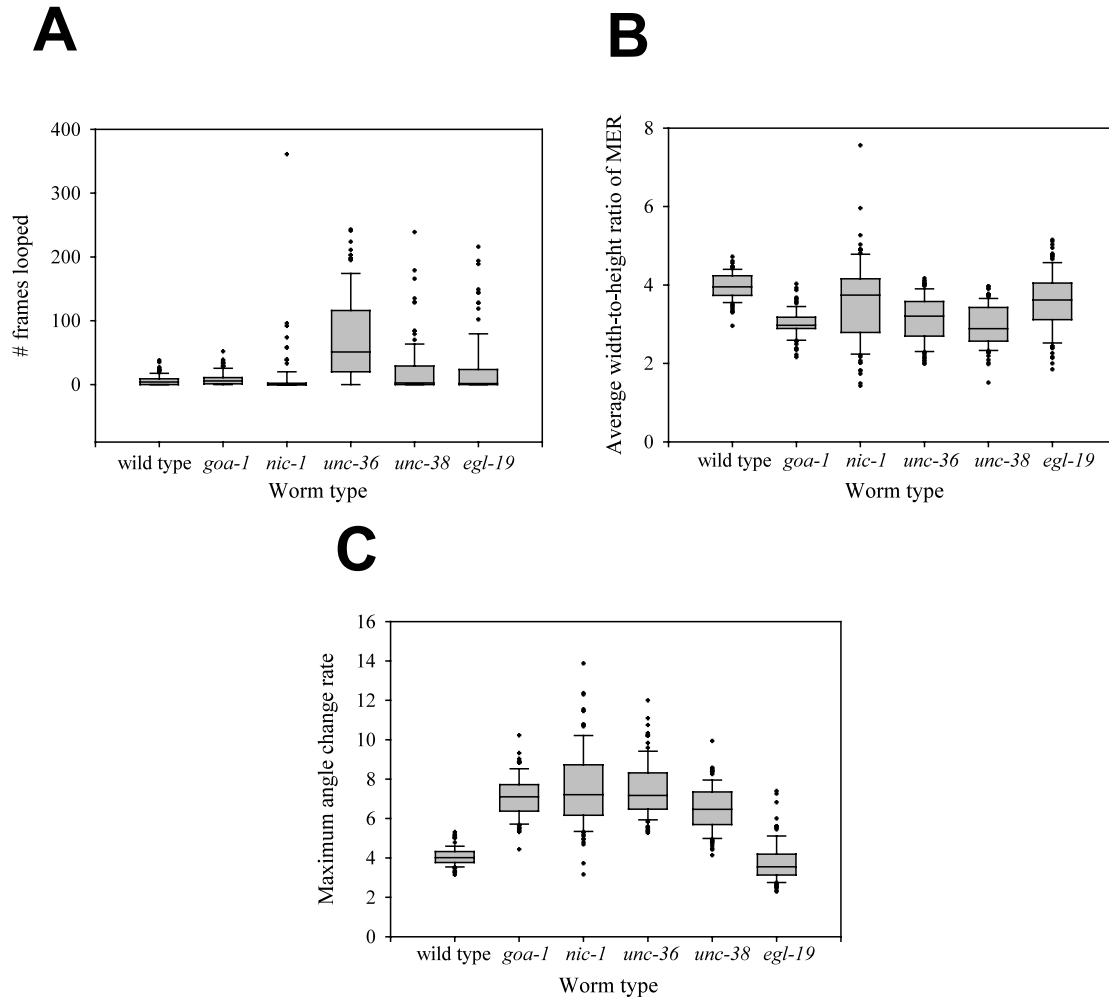 A
B
400
300
200
100
0
# frames looped
wild type goa-1 nic-1 unc-36 unc-38 egl-19
Worm type
8
6
4
2
0
Average width-to-height ratio of MER
wild type goa-1 nic-1 unc-36 unc-38 egl-19
Worm type
C
16
14
12
10
8
6
4
2
0
Maximum angle change rate
wild type goa-1 nic-1 unc-36 unc-38 egl-19
Worm type